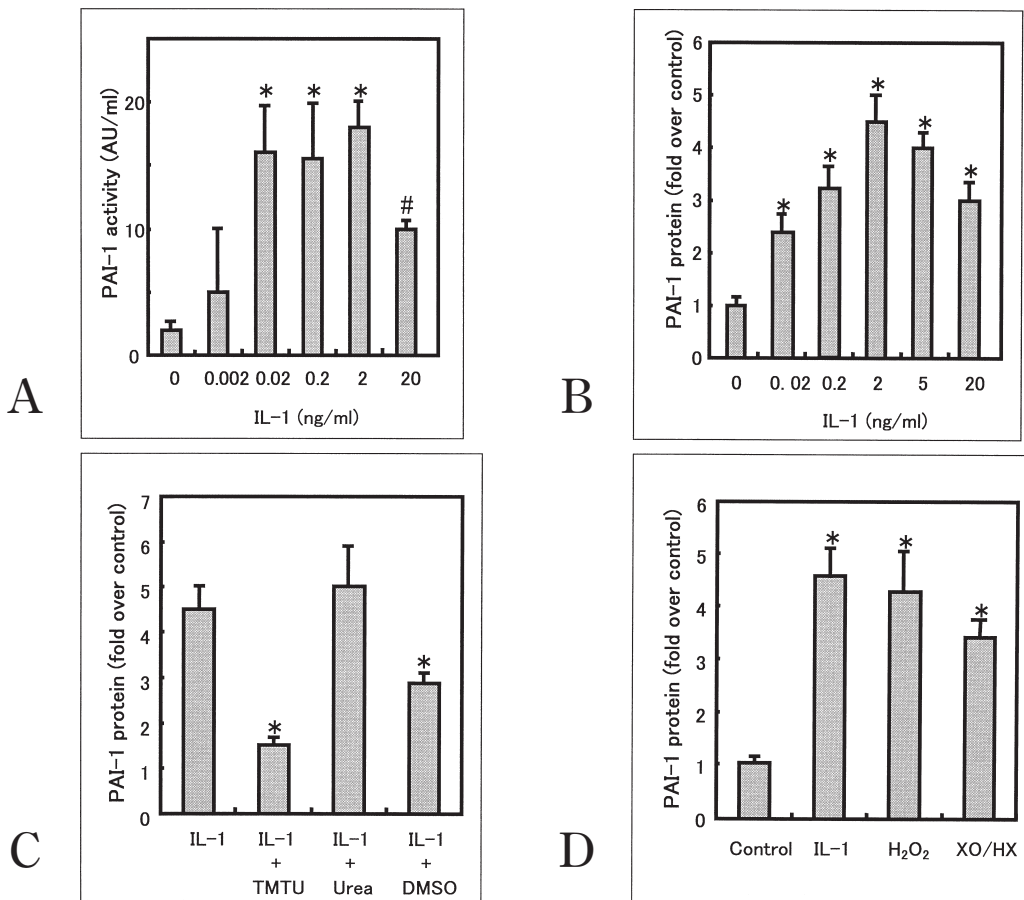 PAI-1 activity (AU/ml)
20
10
0
*
*
*
#
0 0.002 0.02 0.2 2 20
IL-1 (ng/ml)
A
PAI-1 protein (fold over control)
6
5
4
3
2
1
0
*
*
*
*
*
0 0. 02 0.2 2 5 20
IL-1 (ng/ml)
B
PAI-1 protein (fold over control)
7
6
5
4
3
2
1
0
*
*
IL-1 IL-1 IL-1 IL-1
+ + +
TMTU Urea DMSO
C
PAI-1 protein (fold over control)
6
5
4
3
2
1
0
*
*
*
Control IL-1 H₂O₂ XO/HX
D